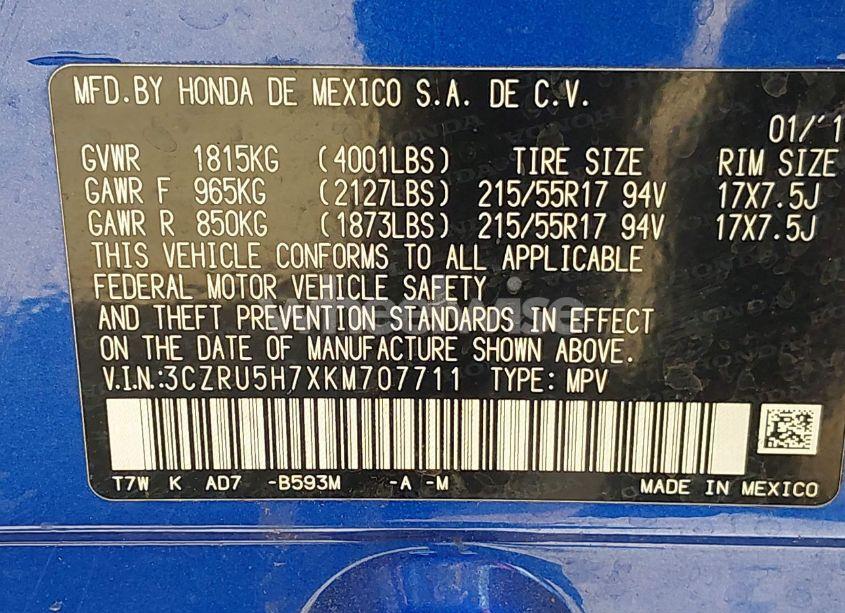 MFD. BY HONDA DE MEXICO S.A. DE C.V.
01/'1
GVWR 1815KG (4001LBS) TIRE SIZE RIM SIZE
GAWR F 965KG (2127LBS) 215/55R17 94V 17X7.5J
GAWR R 850KG (1873LBS) 215/55R17 94V 17X7.5J
THIS VEHICLE CONFORMS TO ALL APPLICABLE
FEDERAL MOTOR VEHICLE SAFETY
AND THEFT PREVENTION STANDARDS IN EFFECT
ON THE DATE OF MANUFACTURE SHOWN ABOVE.
V.I.N.:3CZRU5H7XKM707711 TYPE: MPV
T7W K AD7 -B593M -A -M MADE IN MEXICO